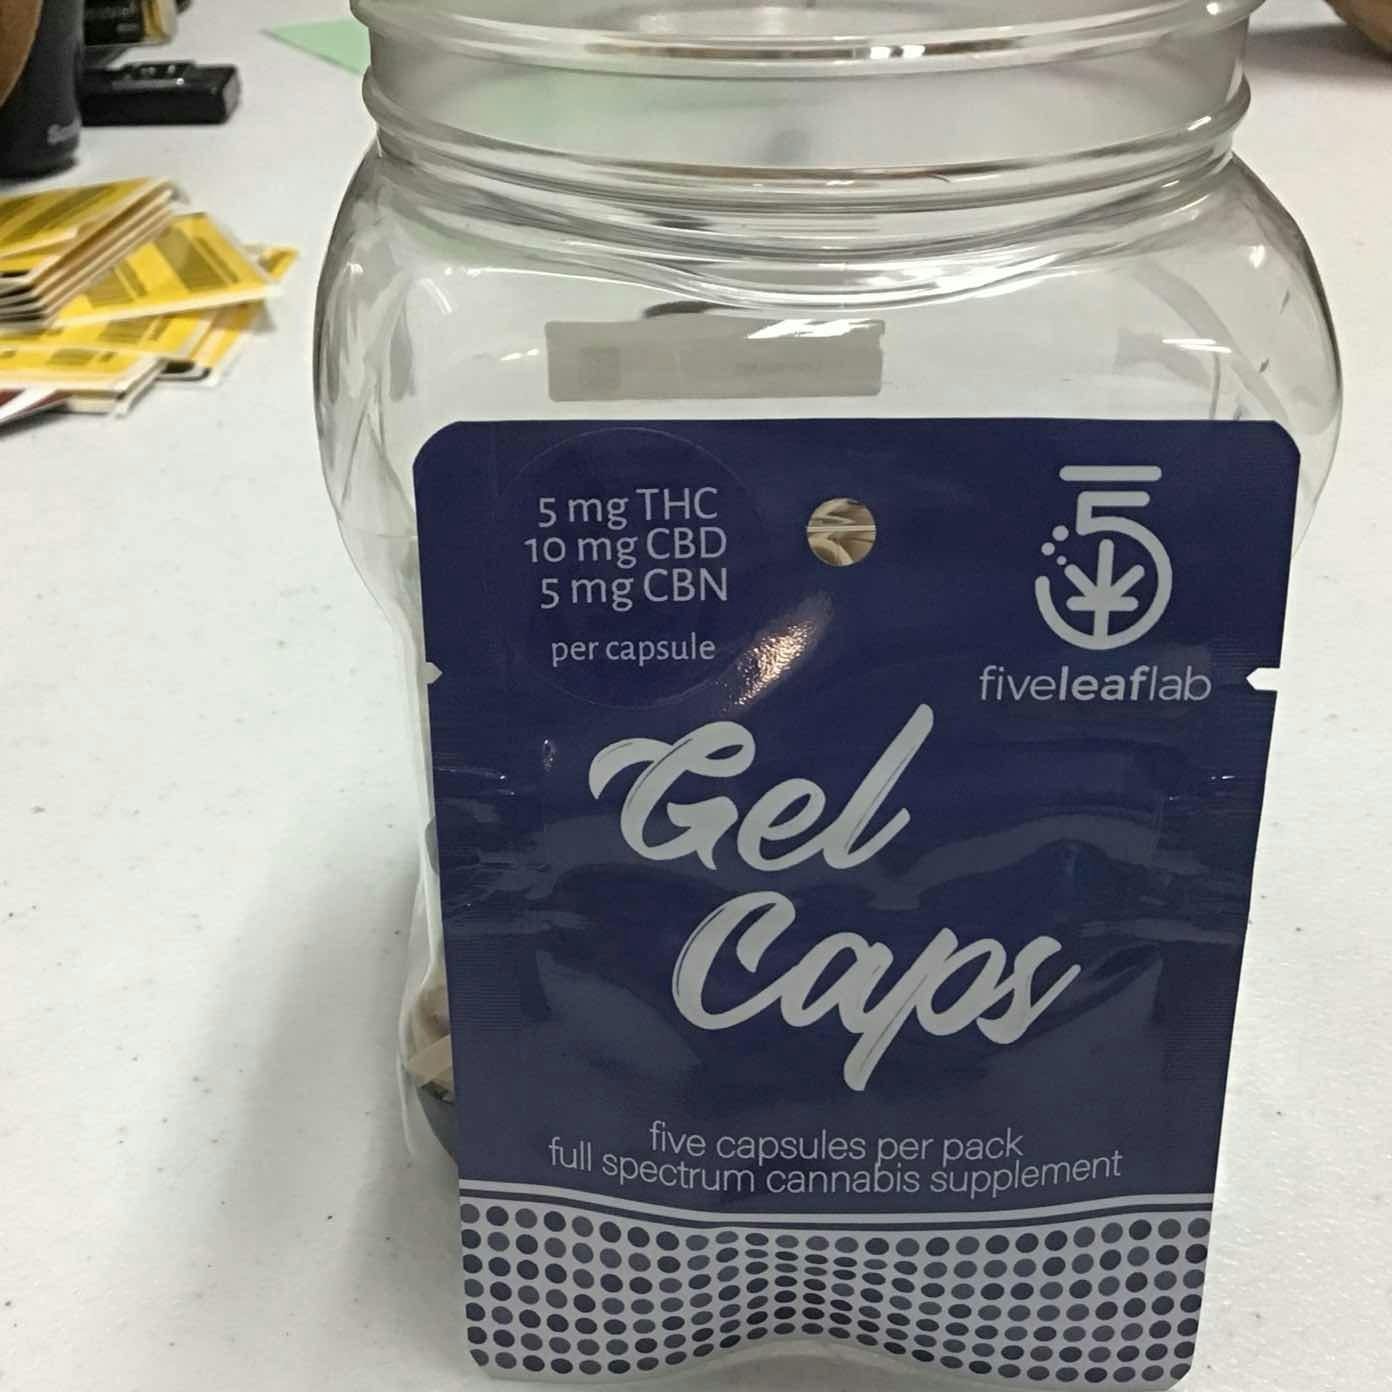 5 mg THC
10 mg CBD
5 mg CBN
per capsule
5
fiveleaflab
Gel
Caps
five capsules per pack
full spectrum cannabis supplement